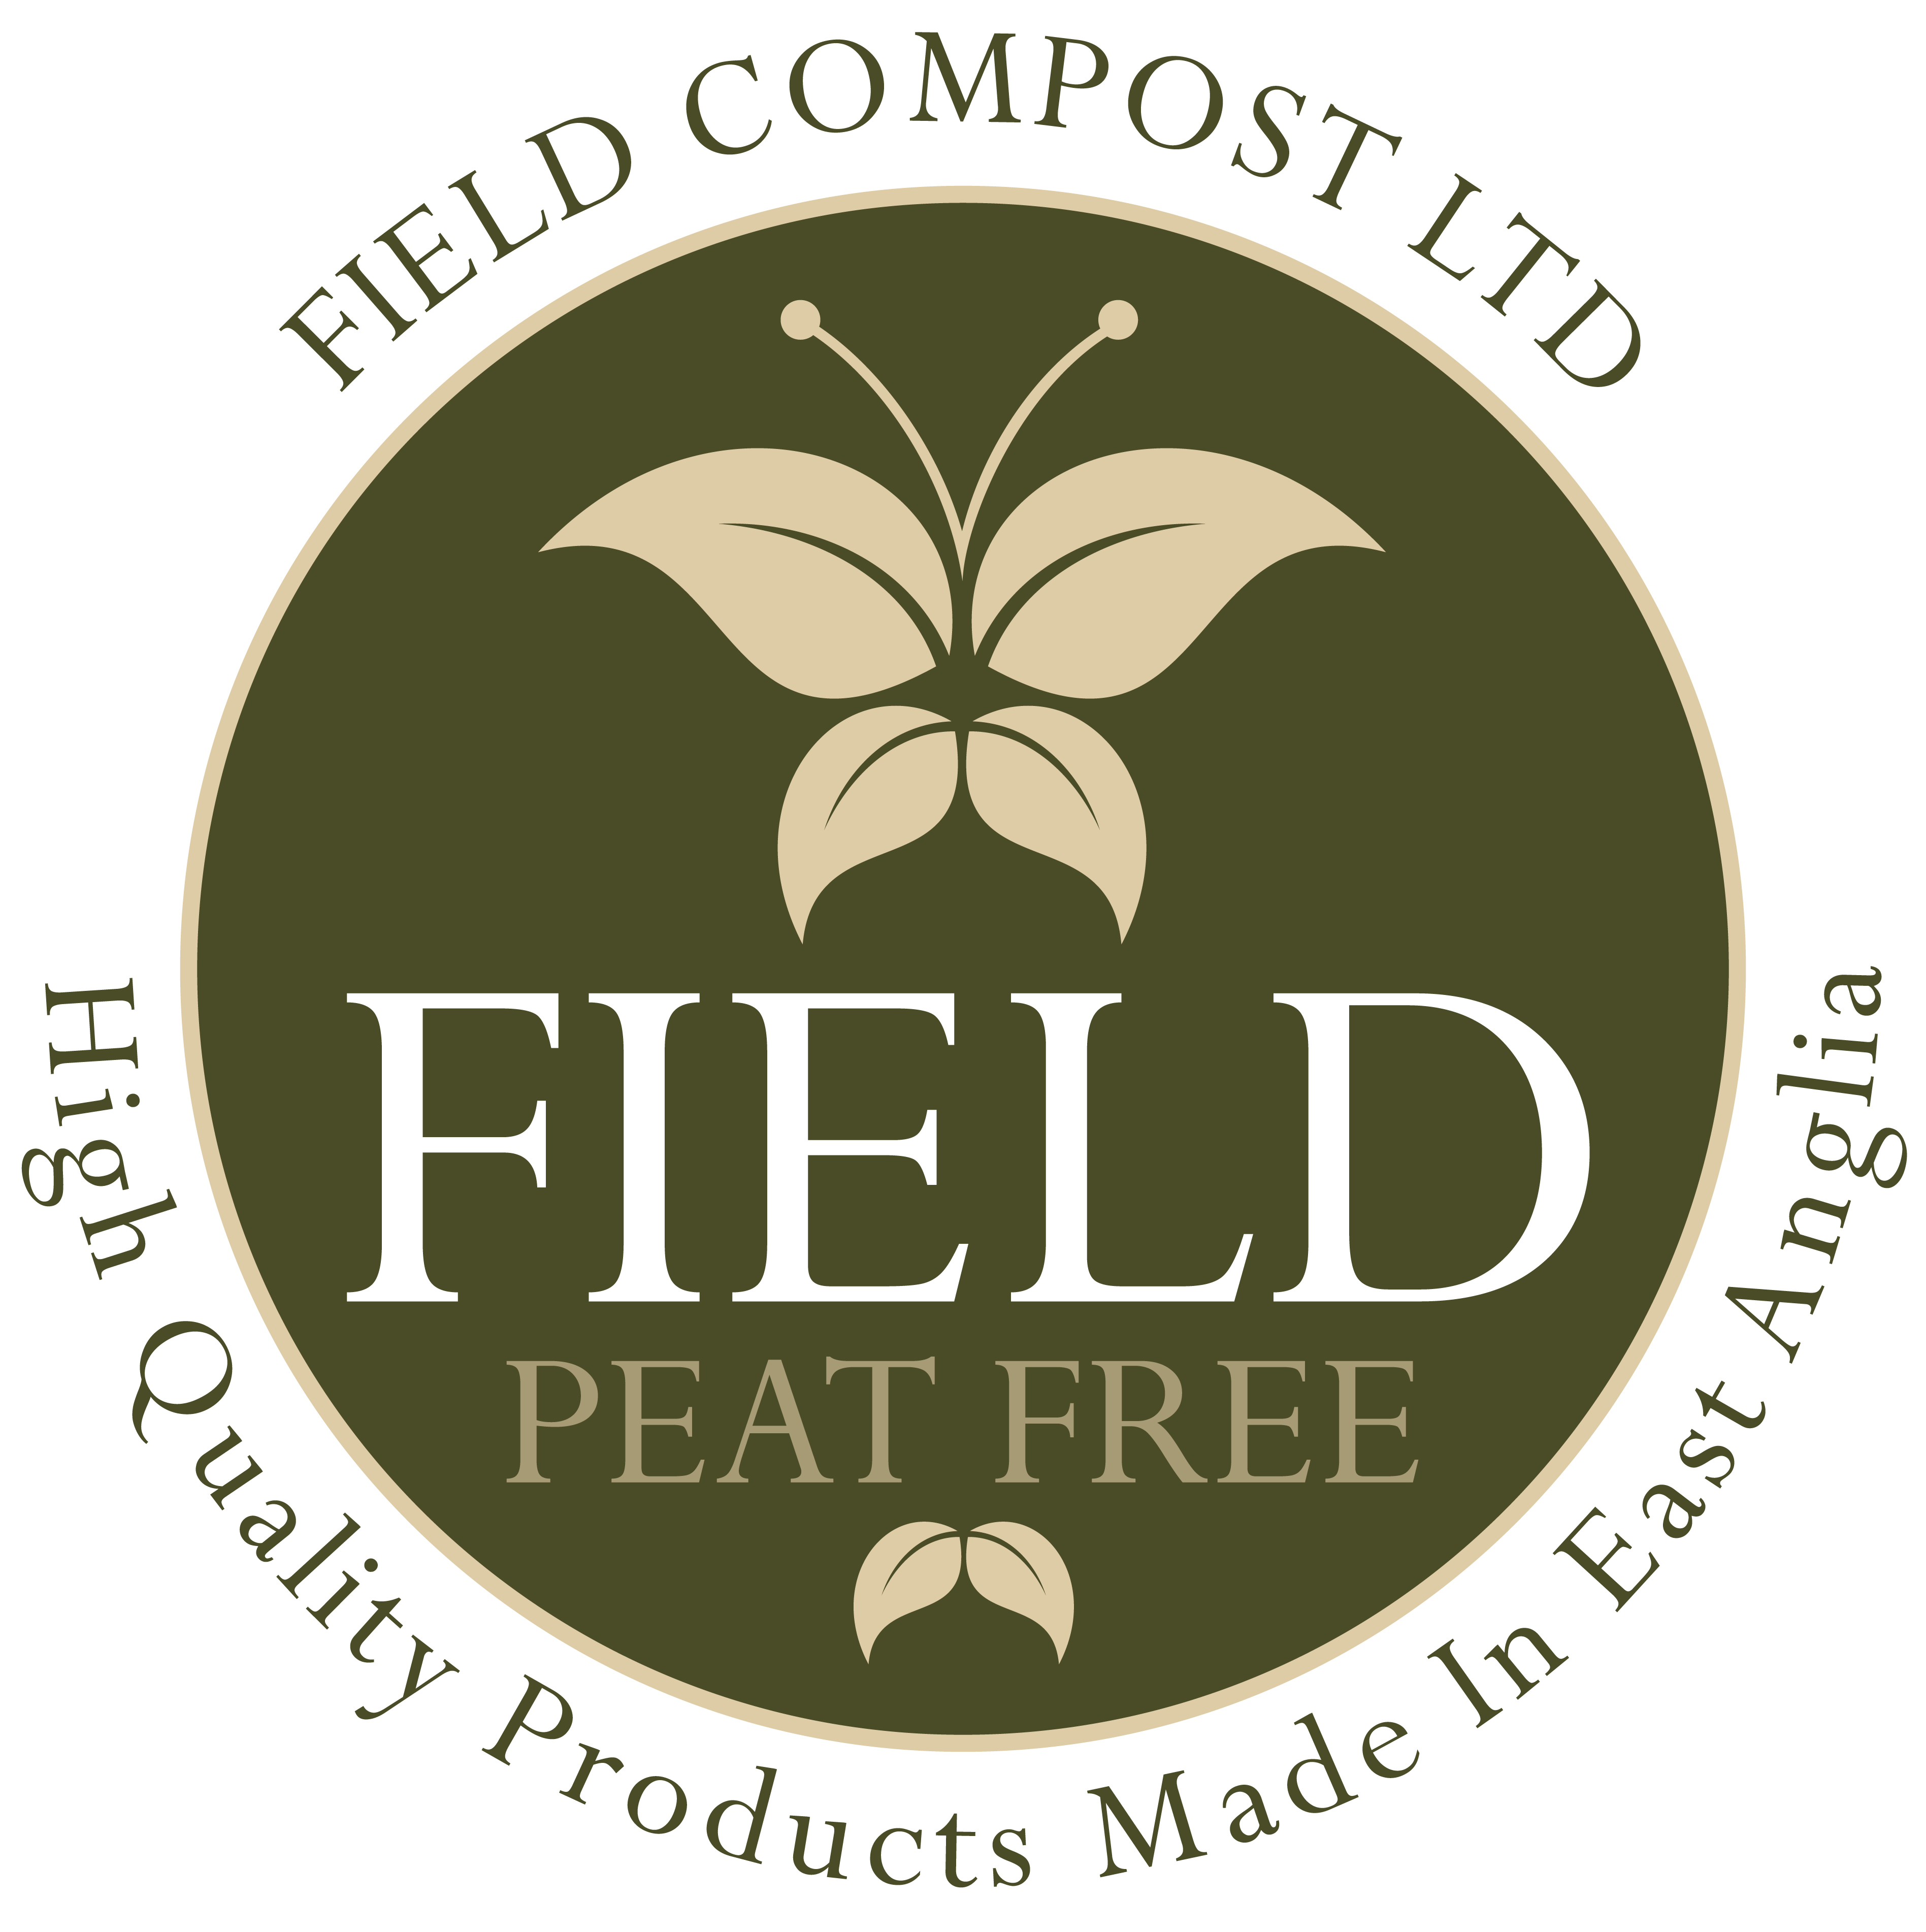 FIELD COMPOST LTD
FIELD
PEAT FREE
High Quality Products Made In East Anglia